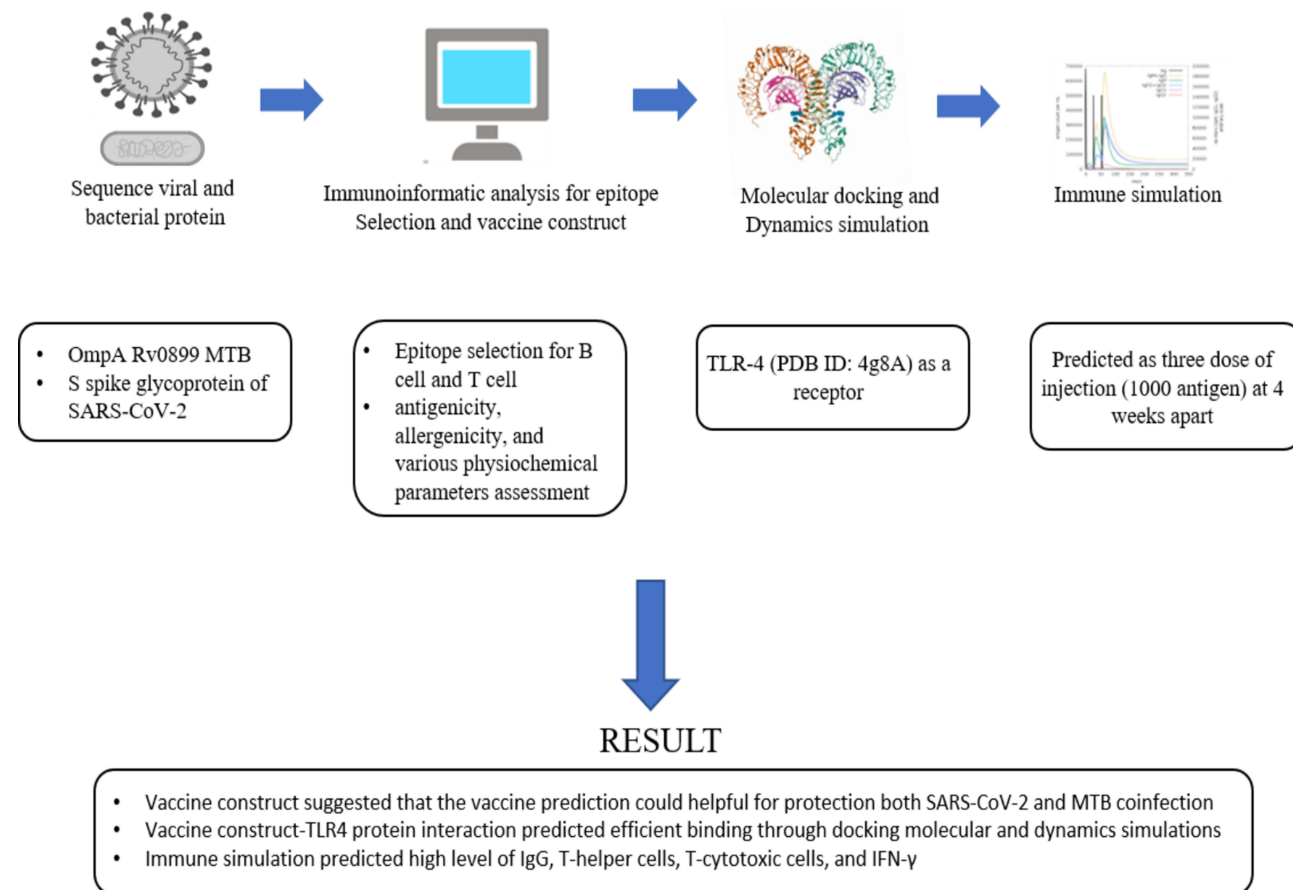 Sequence viral and
bacterial protein
Immunoinformatic analysis for epitope
Selection and vaccine construct
Molecular docking and
Dynamics simulation
Immune simulation
• OmpA Rv0899 MTB
• S spike glycoprotein of
SARS-CoV-2
• Epitope selection for B
cell and T cell
• antigenicity,
allergenicity, and
various physiochemical
parameters assessment
TLR-4 (PDB ID: 4g8A) as a
receptor
Predicted as three dose of
injection (1000 antigen) at 4
weeks apart
RESULT
• Vaccine construct suggested that the vaccine prediction could helpful for protection both SARS-CoV-2 and MTB coinfection
• Vaccine construct-TLR4 protein interaction predicted efficient binding through docking molecular and dynamics simulations
• Immune simulation predicted high level of IgG, T-helper cells, T-cytotoxic cells, and IFN-γ